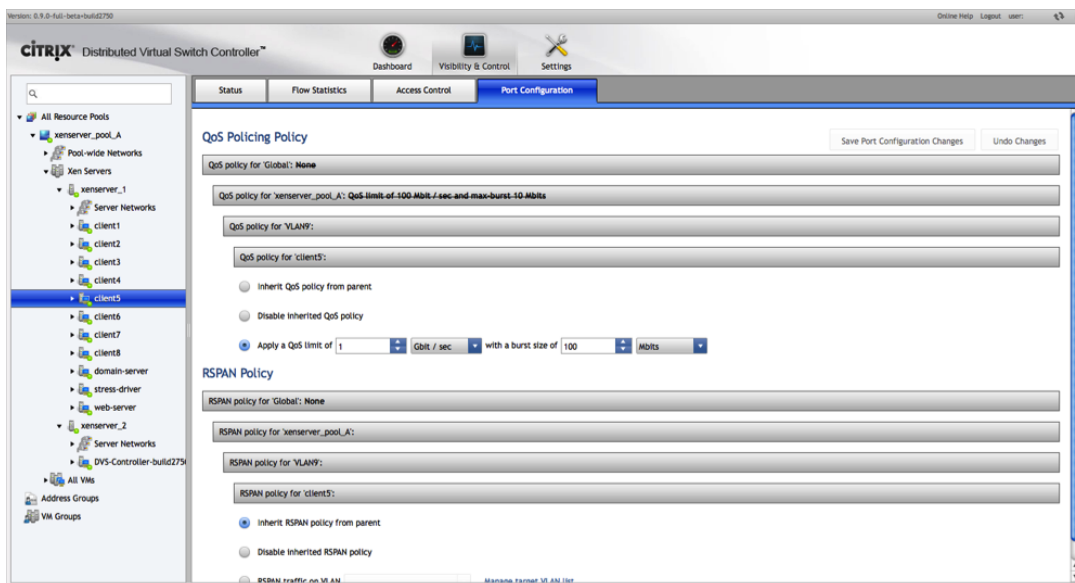 Version: 0.9.0-full-beta+build2750
Online Help Logout user:
CITRIX Distributed Virtual Switch Controller™
Dashboard Visibility & Control Settings
Status Flow Statistics Access Control Port Configuration
All Resource Pools
xenserver_pool_A
Pool-wide Networks
Xen Servers
xenserver_1
Server Networks
client1
client2
client3
client4
client5
client6
client7
client8
domain-server
stress-driver
web-server
xenserver_2
Server Networks
DVS-Controller-build275
All VMs
Address Groups
VM Groups
QoS Policing Policy
Save Port Configuration Changes Undo Changes
QoS policy for 'Global': None
QoS policy for 'xenserver_pool_A': QoS limit of 100 Mbit / sec and max-burst 10 Mbits
QoS policy for 'VLAN9':
QoS policy for 'client5':
Inherit QoS policy from parent
Disable inherited QoS policy
Apply a QoS limit of 1 Gbit / sec with a burst size of 100 Mbits
RSPAN Policy
RSPAN policy for 'Global': None
RSPAN policy for 'xenserver_pool_A':
RSPAN policy for 'VLAN9':
RSPAN policy for 'client5':
Inherit RSPAN policy from parent
Disable inherited RSPAN policy
RSPAN traffic on VLAN Manage target VLAN list